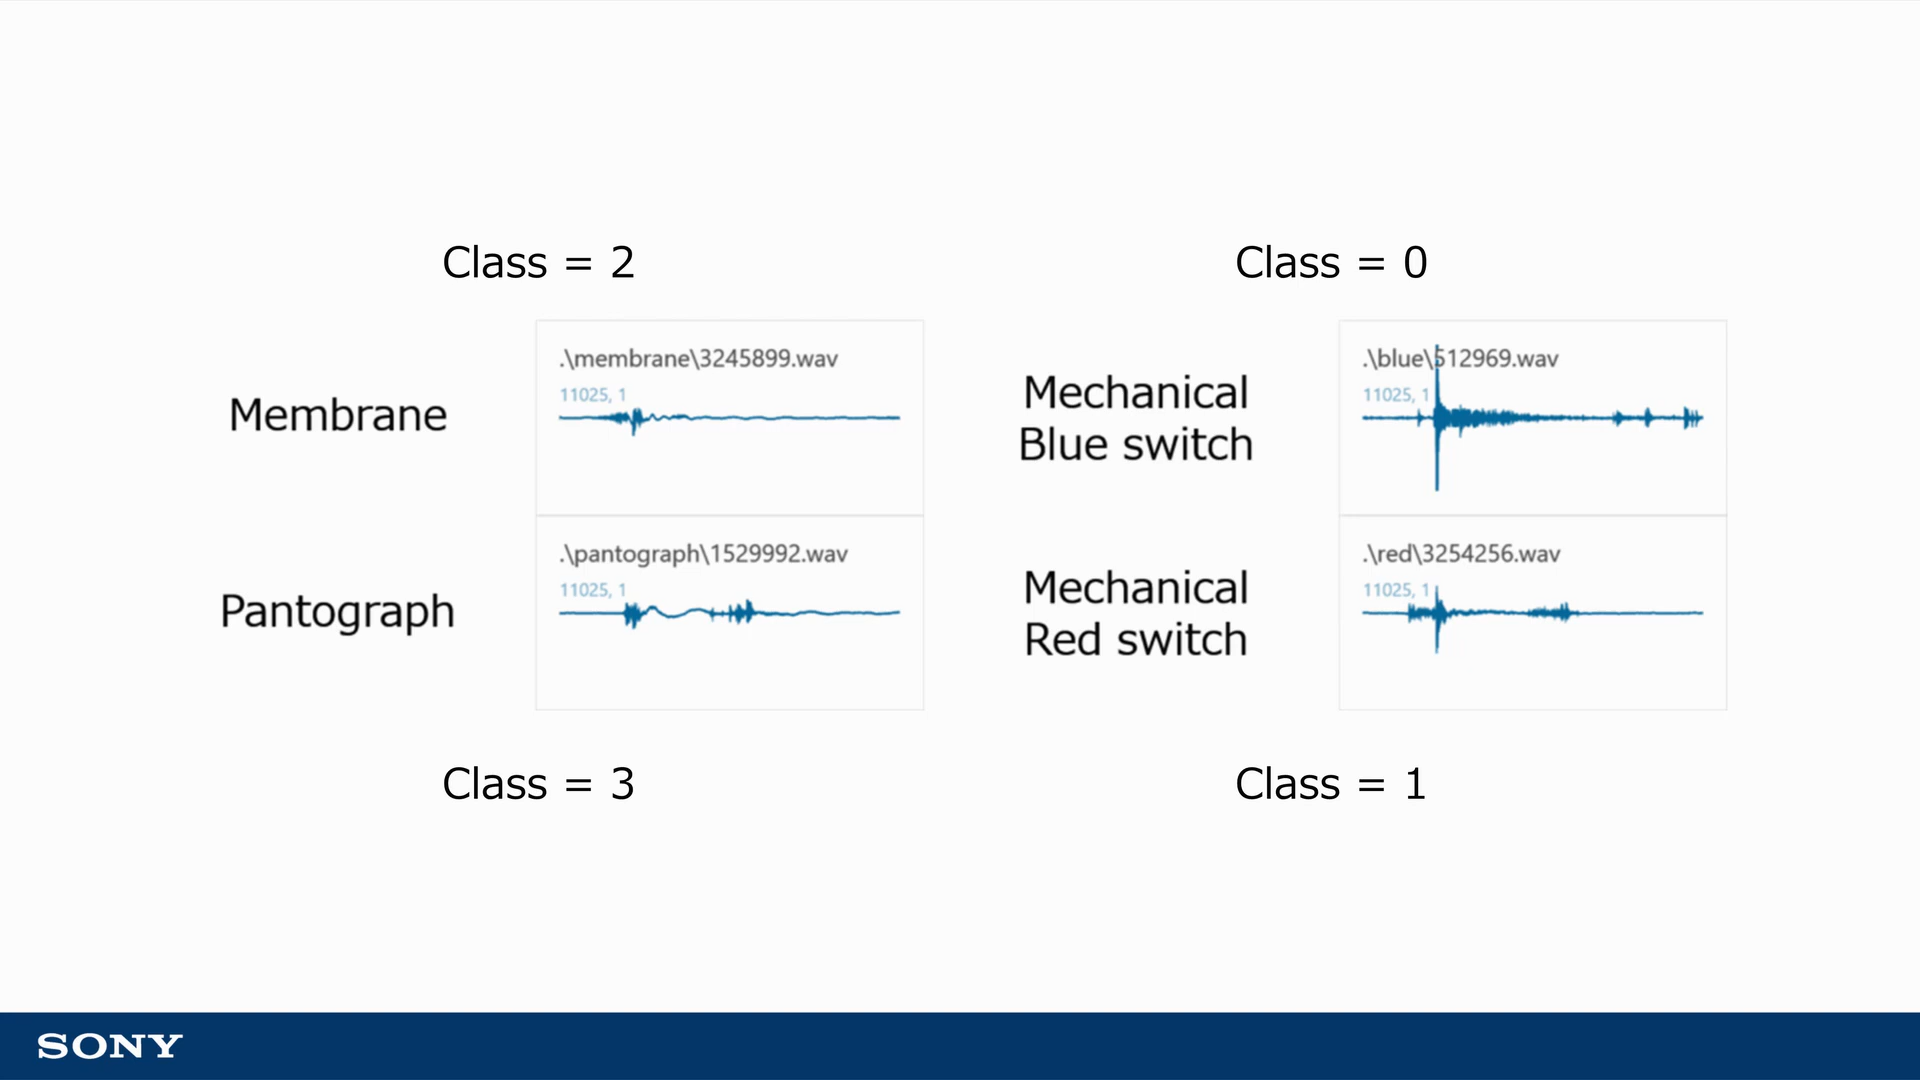 Class = 2
Class = 0
Membrane
.\membrane\3245899.wav
11025, 1
Mechanical
Blue switch
.\blue\512969.wav
11025, 1
Pantograph
.\pantograph\1529992.wav
11025, 1
Mechanical
Red switch
.\red\3254256.wav
11025, 1
Class = 3
Class = 1
SONY